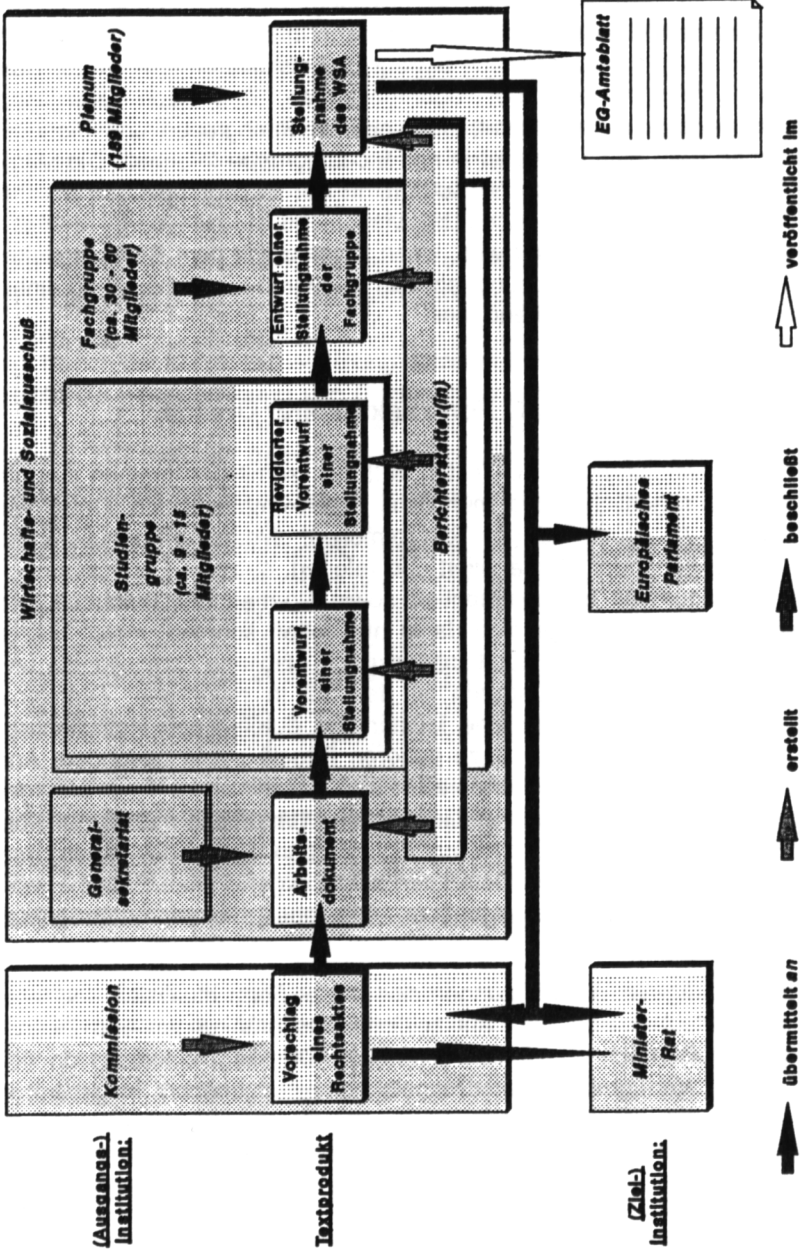 (Ausgangs-)
Institution:
Kommission
General-
sekretariat
Wirtschafts- und Sozialausschuß
Studien-
gruppe
(ca. 9 - 15
Mitglieder)
Fachgruppe
(ca. 30 - 60
Mitglieder)
Plenum
(189 Mitglieder)
Textprodukt
Vorschlag
eines
Rechtsaktes
Arbeits-
dokument
Vorentwurf
einer
Stellungnahme
Revidierter
Vorentwurf
einer
Stellungnahme
Entwurf einer
Stellungnahme
der
Fachgruppe
Stellung-
nahme
des WSA
Berichterstatter(in)
(Ziel-)
Institution:
Minister-
Rat
Europäisches
Parlament
EG-Amtsblatt
übermittelt an
erstellt
beschließt
veröffentlicht im